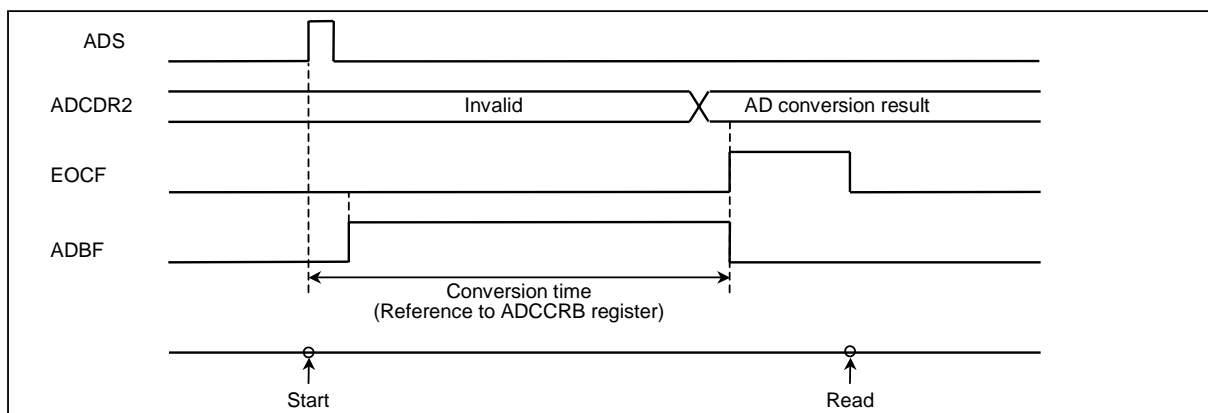 ADS
ADCDR2
Invalid
AD conversion result
EOCF
ADBF
Conversion time
(Reference to ADCCRB register)
Start
Read